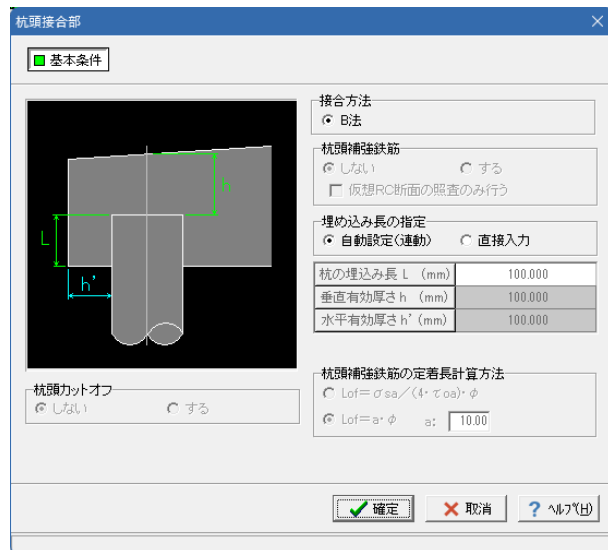 杭頭接合部
基本条件
h
L
h'
杭頭カットオフ
しない する
接合方法
B法
杭頭補強鉄筋
しない する
仮想RC断面の照査のみ行う
埋め込み長の指定
自動設定(連動) 直接入力
杭の埋込み長 L (mm) 100.000
垂直有効厚さ h (mm) 100.000
水平有効厚さ h' (mm) 100.000
杭頭補強鉄筋の定着長計算方法
Lof=σsa/(4・τoa)・φ
Lof=a・φ a: 10.00
確定 取消 ヘルプ(H)